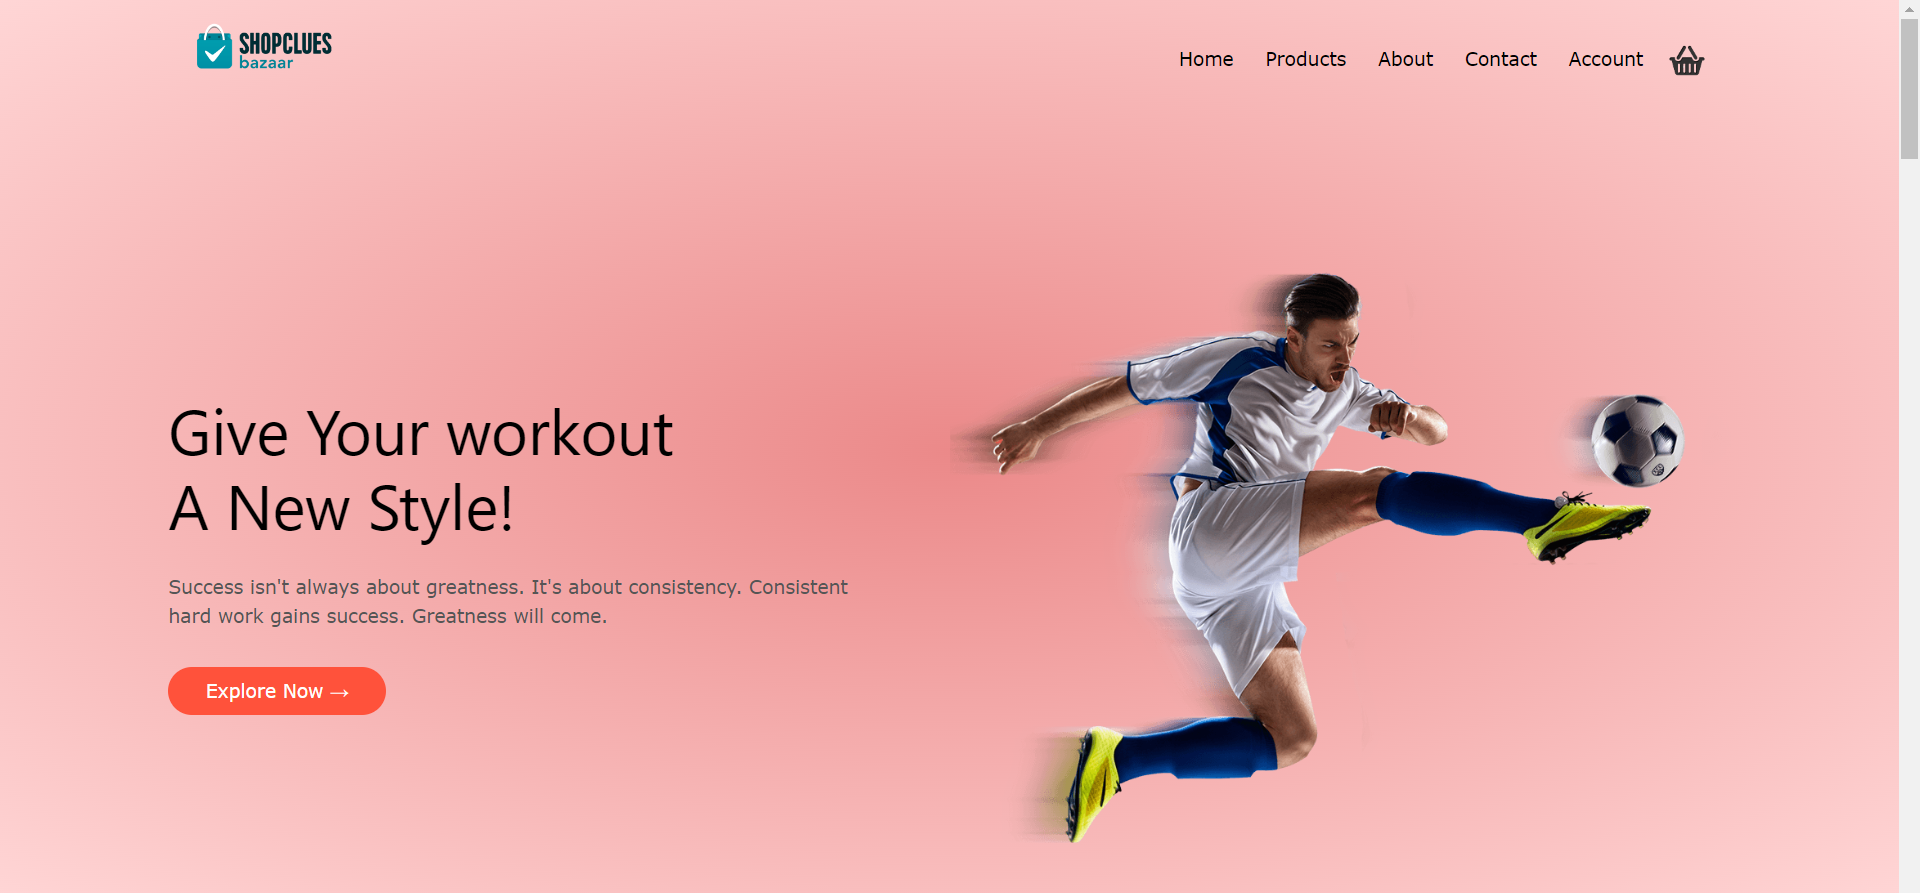 SHOPCLUES
bazaar
Home Products About Contact Account
Give Your workout
A New Style!
Success isn't always about greatness. It's about consistency. Consistent
hard work gains success. Greatness will come.
Explore Now →